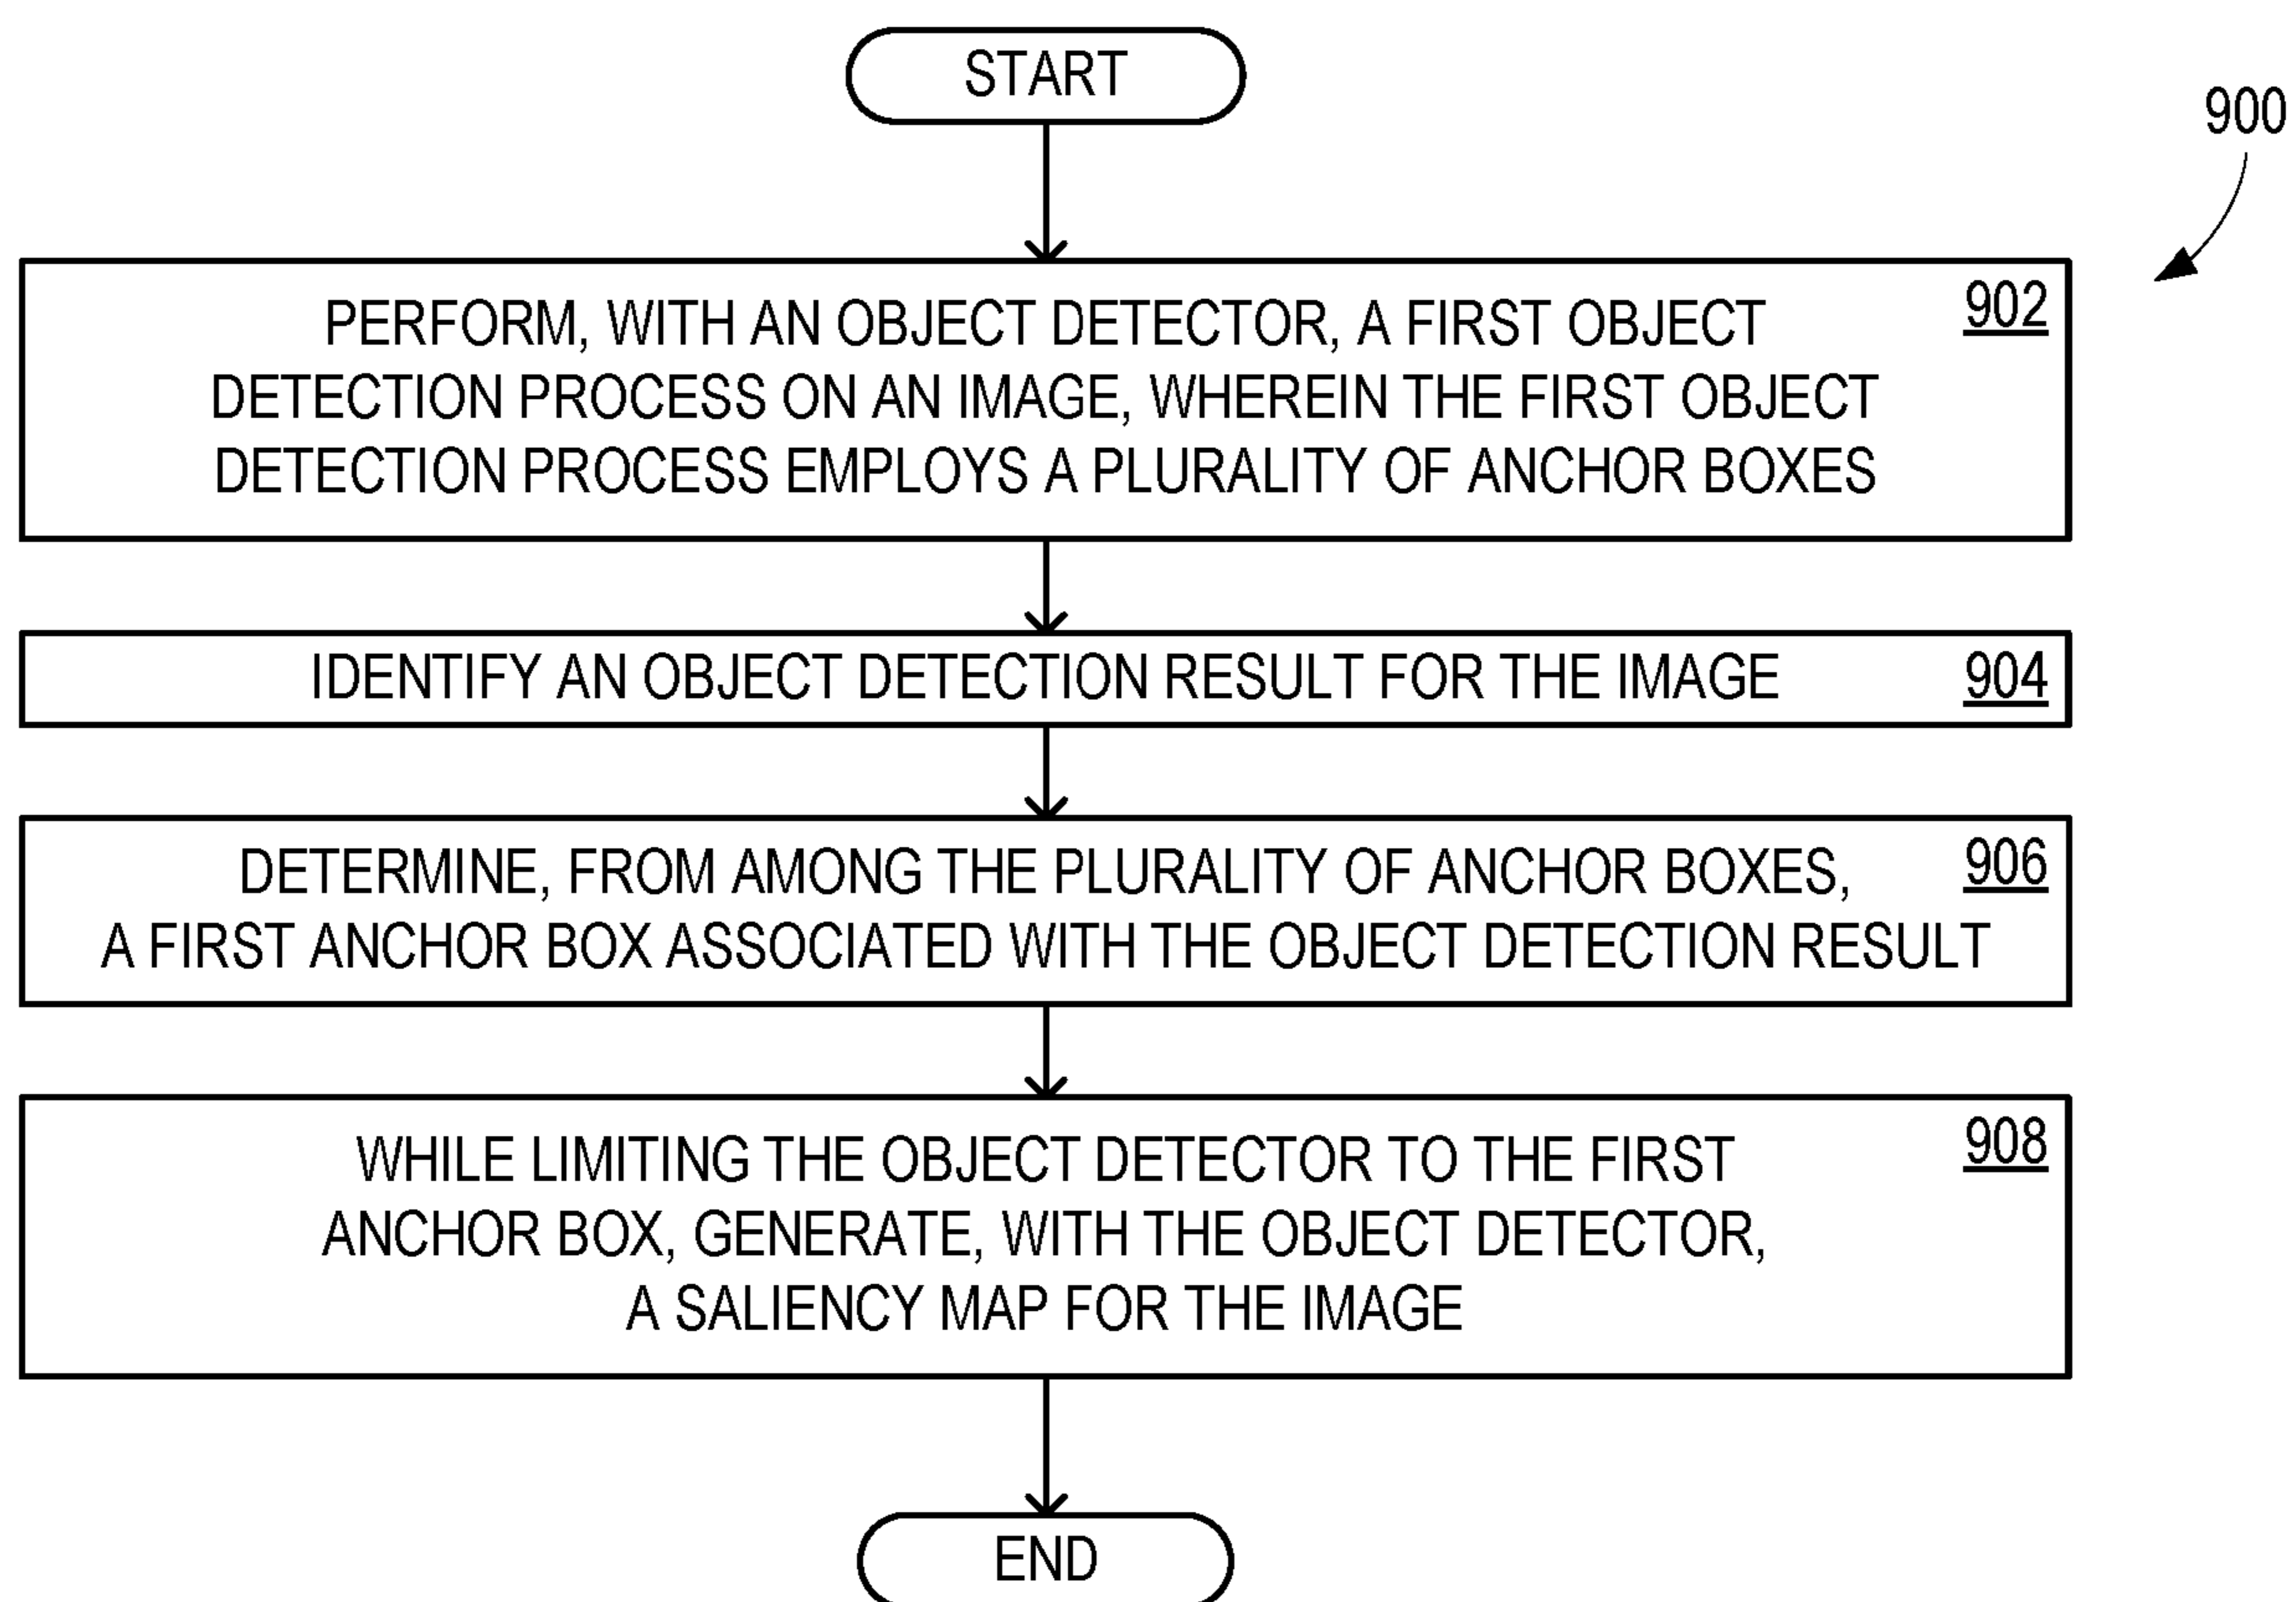 START
900
902
PERFORM, WITH AN OBJECT DETECTOR, A FIRST OBJECT
DETECTION PROCESS ON AN IMAGE, WHEREIN THE FIRST OBJECT
DETECTION PROCESS EMPLOYS A PLURALITY OF ANCHOR BOXES
IDENTIFY AN OBJECT DETECTION RESULT FOR THE IMAGE
904
906
DETERMINE, FROM AMONG THE PLURALITY OF ANCHOR BOXES,
A FIRST ANCHOR BOX ASSOCIATED WITH THE OBJECT DETECTION RESULT
908
WHILE LIMITING THE OBJECT DETECTOR TO THE FIRST
ANCHOR BOX, GENERATE, WITH THE OBJECT DETECTOR,
A SALIENCY MAP FOR THE IMAGE
END